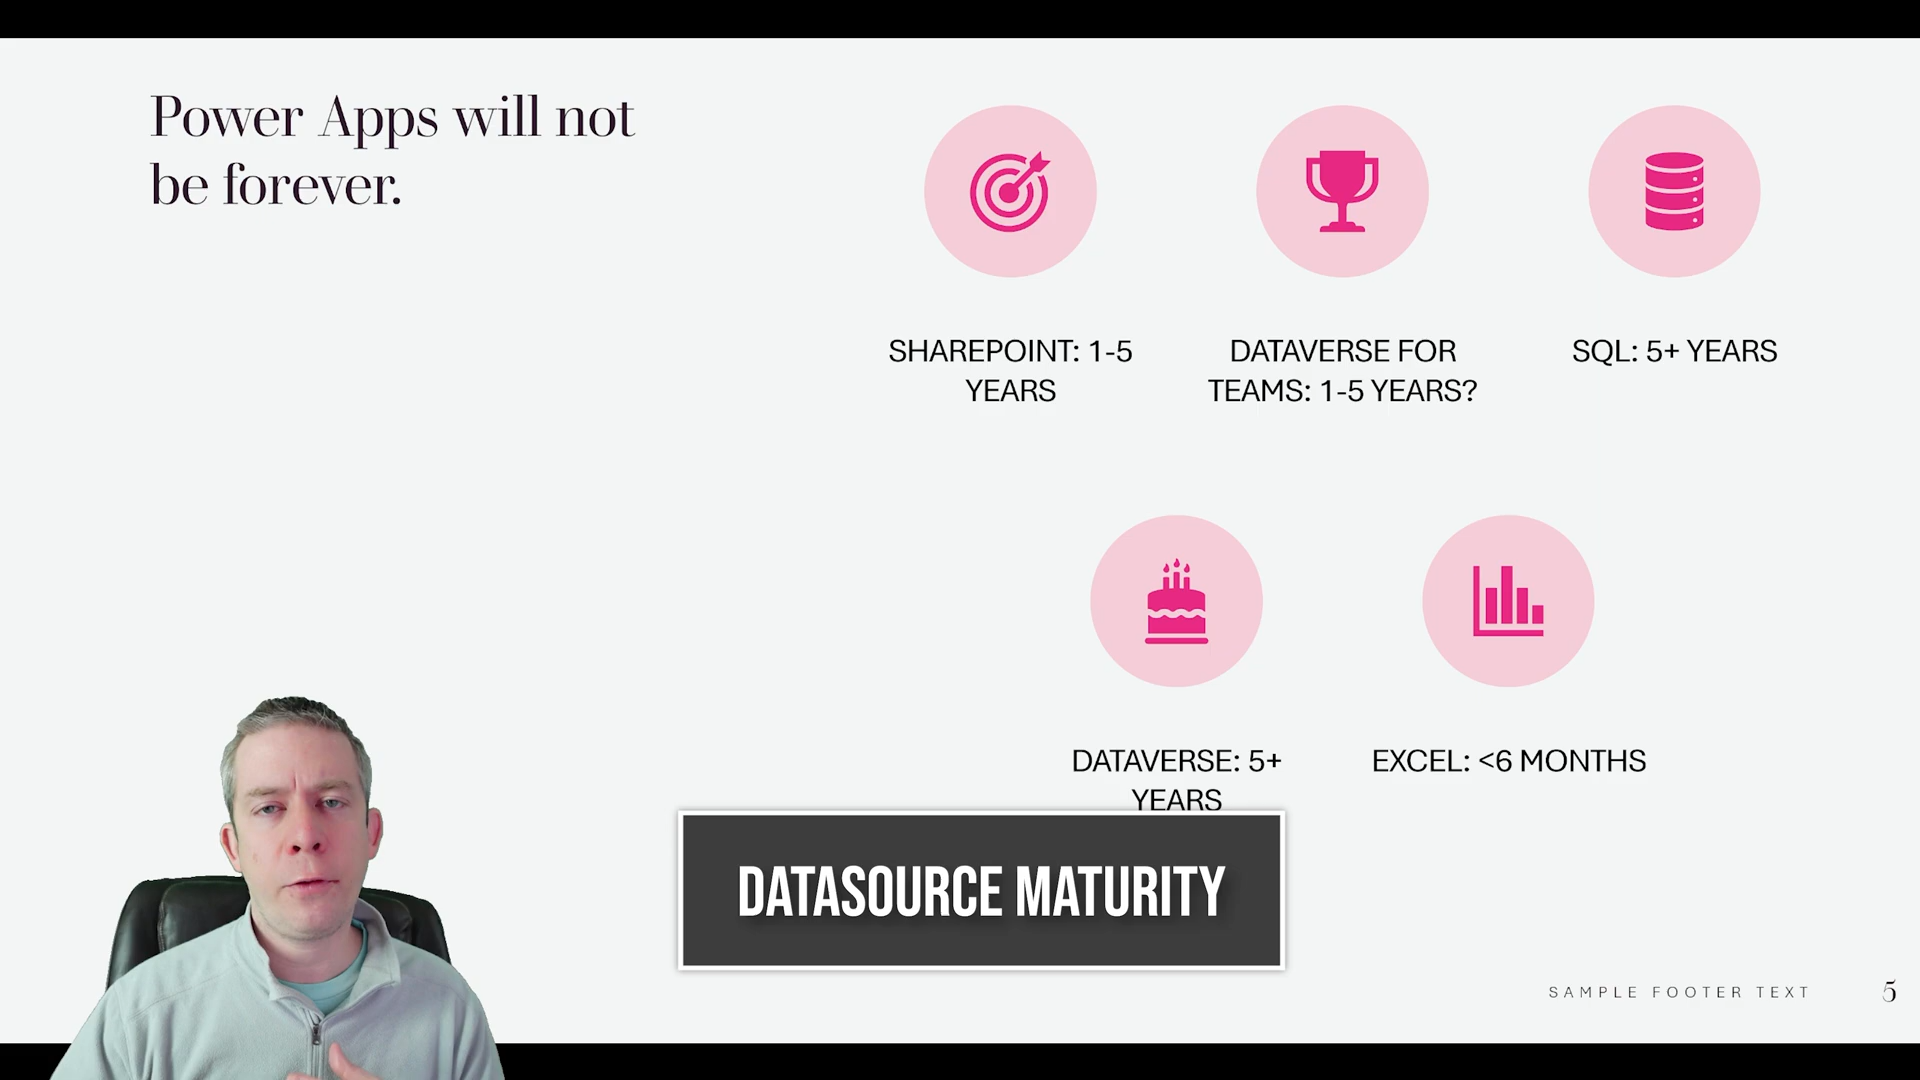 Power Apps will not
be forever.
SHAREPOINT: 1-5
YEARS
DATAVERSE FOR
TEAMS: 1-5 YEARS?
SQL: 5+ YEARS
DATAVERSE: 5+
YEARS
EXCEL: <6 MONTHS
DATASOURCE MATURITY
SAMPLE FOOTER TEXT
5